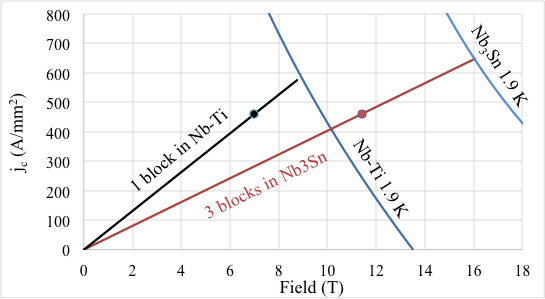 800
700
600
500
400
300
200
100
0
j_c (A/mm²)
0 2 4 6 8 10 12 14 16 18
Field (T)
1 block in Nb-Ti
3 blocks in Nb3Sn
Nb-Ti 1.9 K
Nb₃Sn 1.9 K